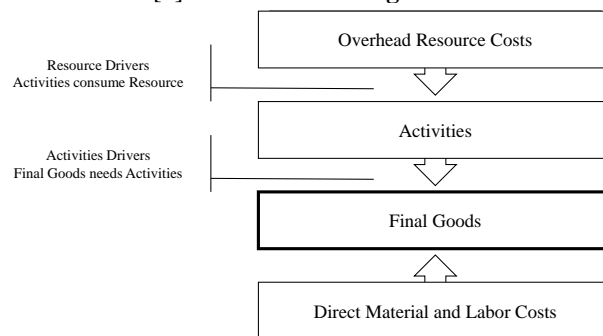 Overhead Resource Costs
Resource Drivers
Activities consume Resource
Activities
Activities Drivers
Final Goods needs Activities
Final Goods
Direct Material and Labor Costs